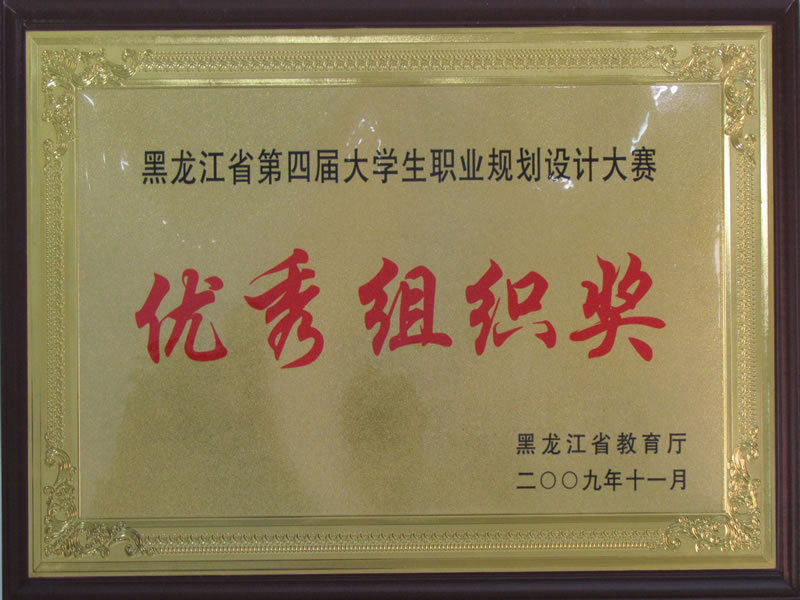 黑龙江省第四届大学生职业规划设计大赛
优秀组织奖
黑龙江省教育厅
二〇〇九年十一月